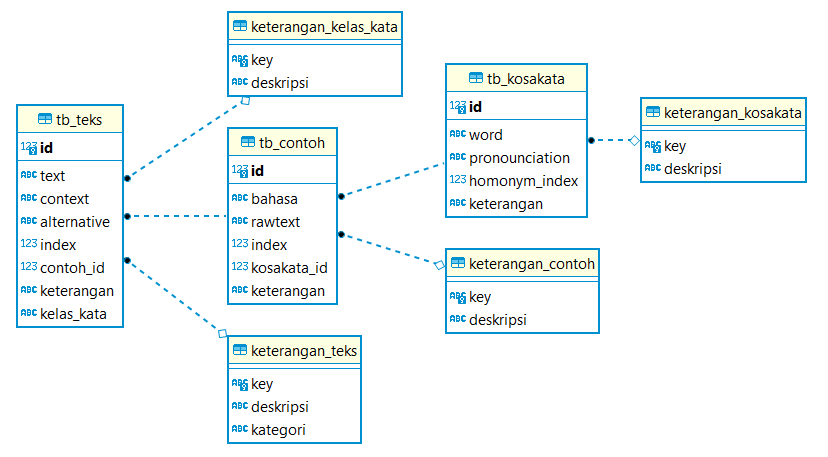 keterangan_kelas_kata
key
deskripsi
tb_teks
id
text
context
alternative
index
contoh_id
keterangan
kelas_kata
tb_contoh
id
bahasa
rawtext
index
kosakata_id
keterangan
keterangan_teks
key
deskripsi
kategori
tb_kosakata
id
word
pronounciation
homonym_index
keterangan
keterangan_contoh
key
deskripsi
keterangan_kosakata
key
deskripsi